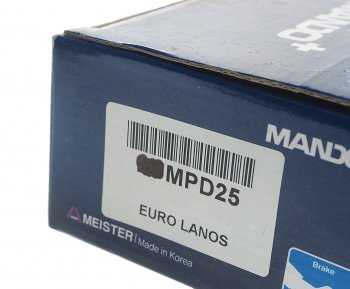 MPD25
EURO LANOS
MEISTER Made in Korea
Brake